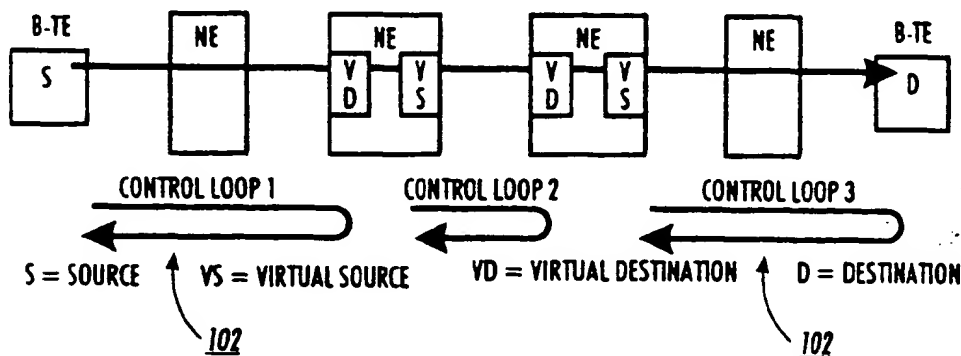 B-TE
NE
NE
NE
NE
B-TE
S
V D
V S
V D
V S
D
CONTROL LOOP 1
CONTROL LOOP 2
CONTROL LOOP 3
S = SOURCE
VS = VIRTUAL SOURCE
VD = VIRTUAL DESTINATION
D = DESTINATION
102
102